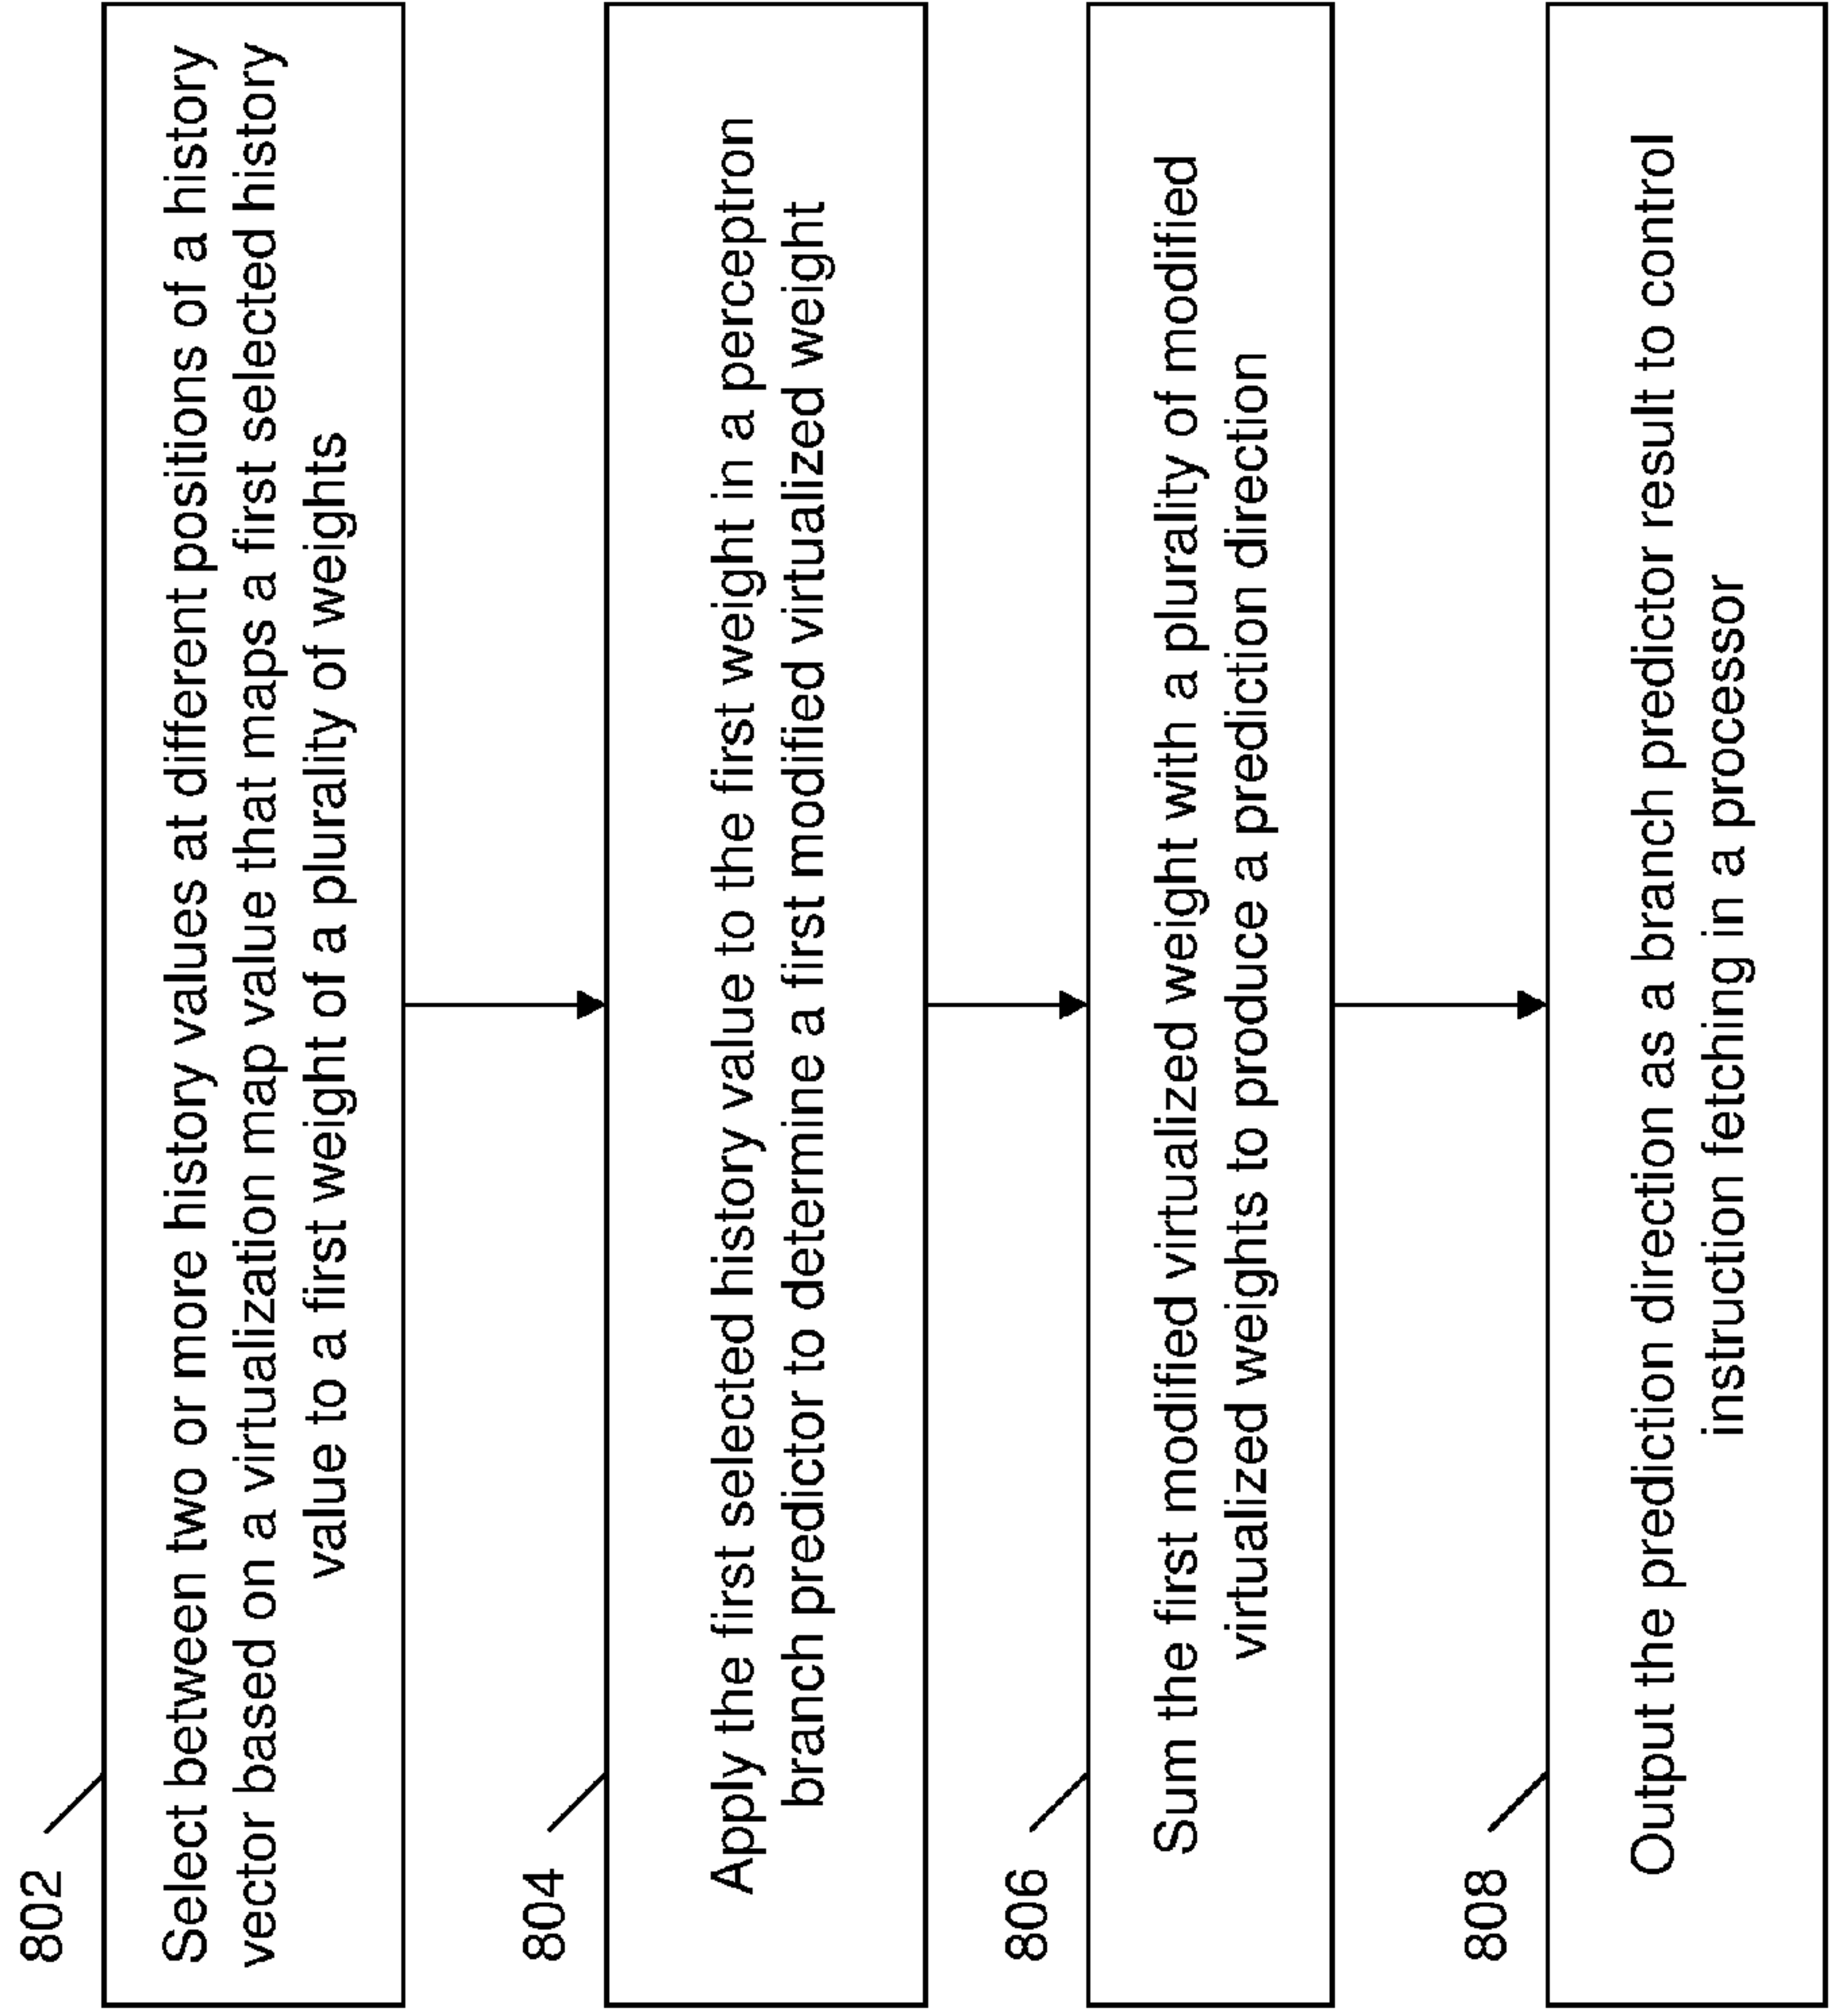 802
Select between two or more history values at different positions of a history
vector based on a virtualization map value that maps a first selected history
value to a first weight of a plurality of weights
804
Apply the first selected history value to the first weight in a perceptron
branch predictor to determine a first modified virtualized weight
806
Sum the first modified virtualized weight with a plurality of modified
virtualized weights to produce a prediction direction
808
Output the prediction direction as a branch predictor result to control
instruction fetching in a processor